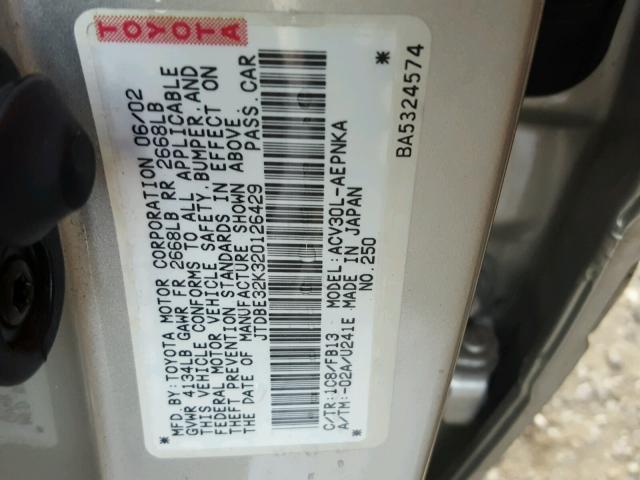 TOYOTA
MFD. BY: TOYOTA MOTOR CORPORATION 06/02
GVWR 4134LB GAWR FR 2668LB RR 2668LB
THIS VEHICLE CONFORMS TO ALL APPLICABLE
FEDERAL MOTOR VEHICLE SAFETY, BUMPER, AND
THEFT PREVENTION STANDARDS IN EFFECT ON
THE DATE OF MANUFACTURE SHOWN ABOVE.
JTDBE32K320126429 PASS. CAR
* *
C/TR:1C8/FB13 MODEL:ACV30L-AEPNKA
A/TM:-02A/U241E MADE IN JAPAN
NO.250
BA5324574